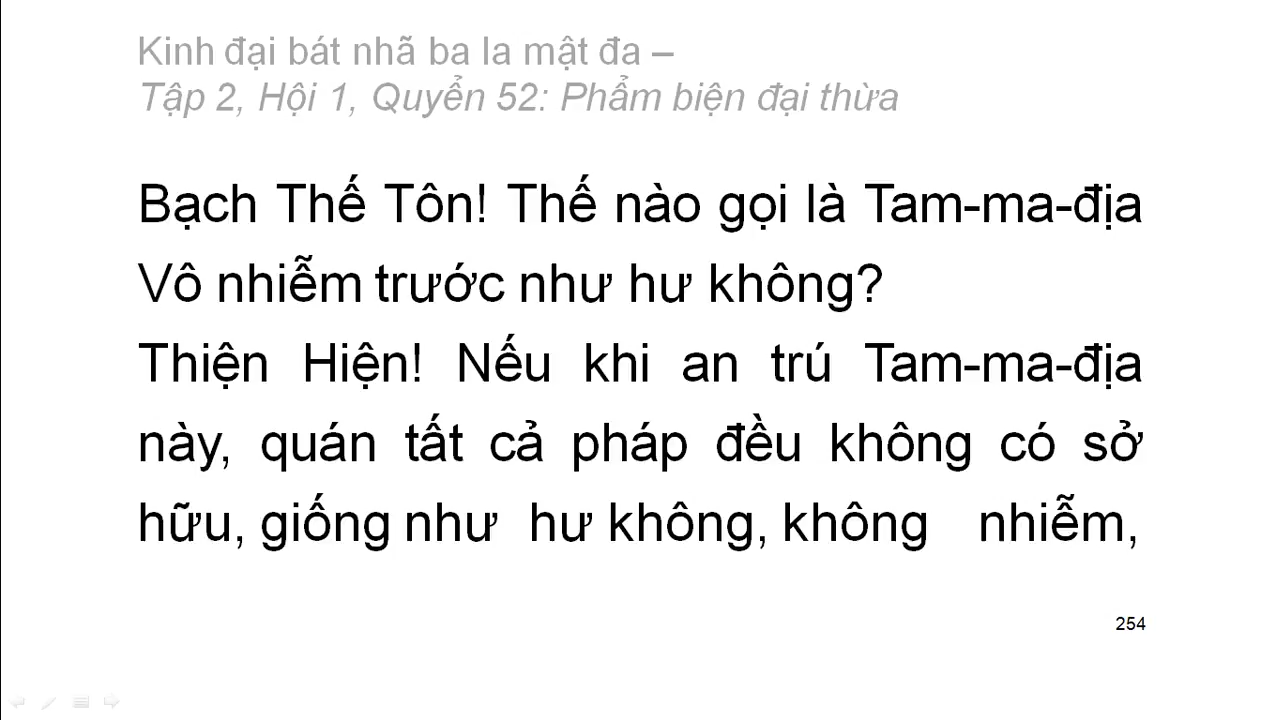 Kinh đại bát nhã ba la mật đa –
Tập 2, Hội 1, Quyển 52: Phẩm biện đại thừa
Bạch Thế Tôn! Thế nào gọi là Tam-ma-địa
Vô nhiễm trước như hư không?
Thiện Hiện! Nếu khi an trú Tam-ma-địa
này, quán tất cả pháp đều không có sở
hữu, giống như hư không, không nhiễm,
254